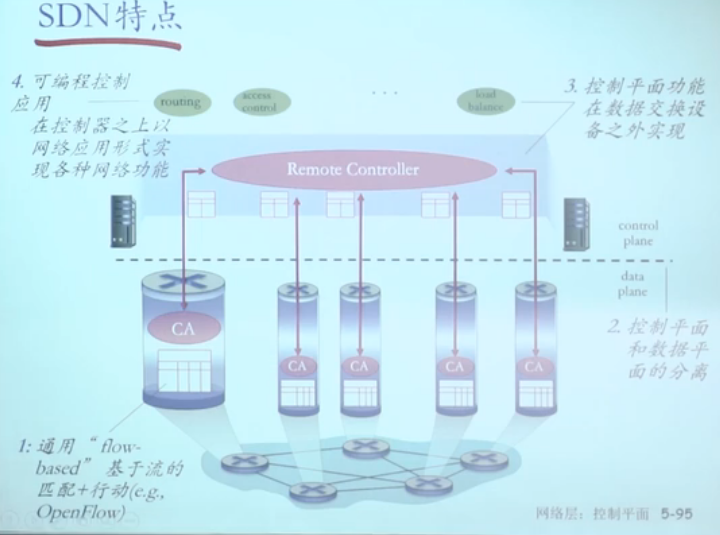 SDN特点
4. 可编程控制
应用
在控制器之上以
网络应用形式实
现各种网络功能
routing
access
control
...
load
balance
3. 控制平面功能
在数据交换设
备之外实现
Remote Controller
control
plane
data
plane
2. 控制平面
和数据平
面的分离
CA
CA
CA
CA
CA
1: 通用“flow-
based”基于流的
匹配+行动(e.g.,
OpenFlow)
网络层：控制平面 5-95